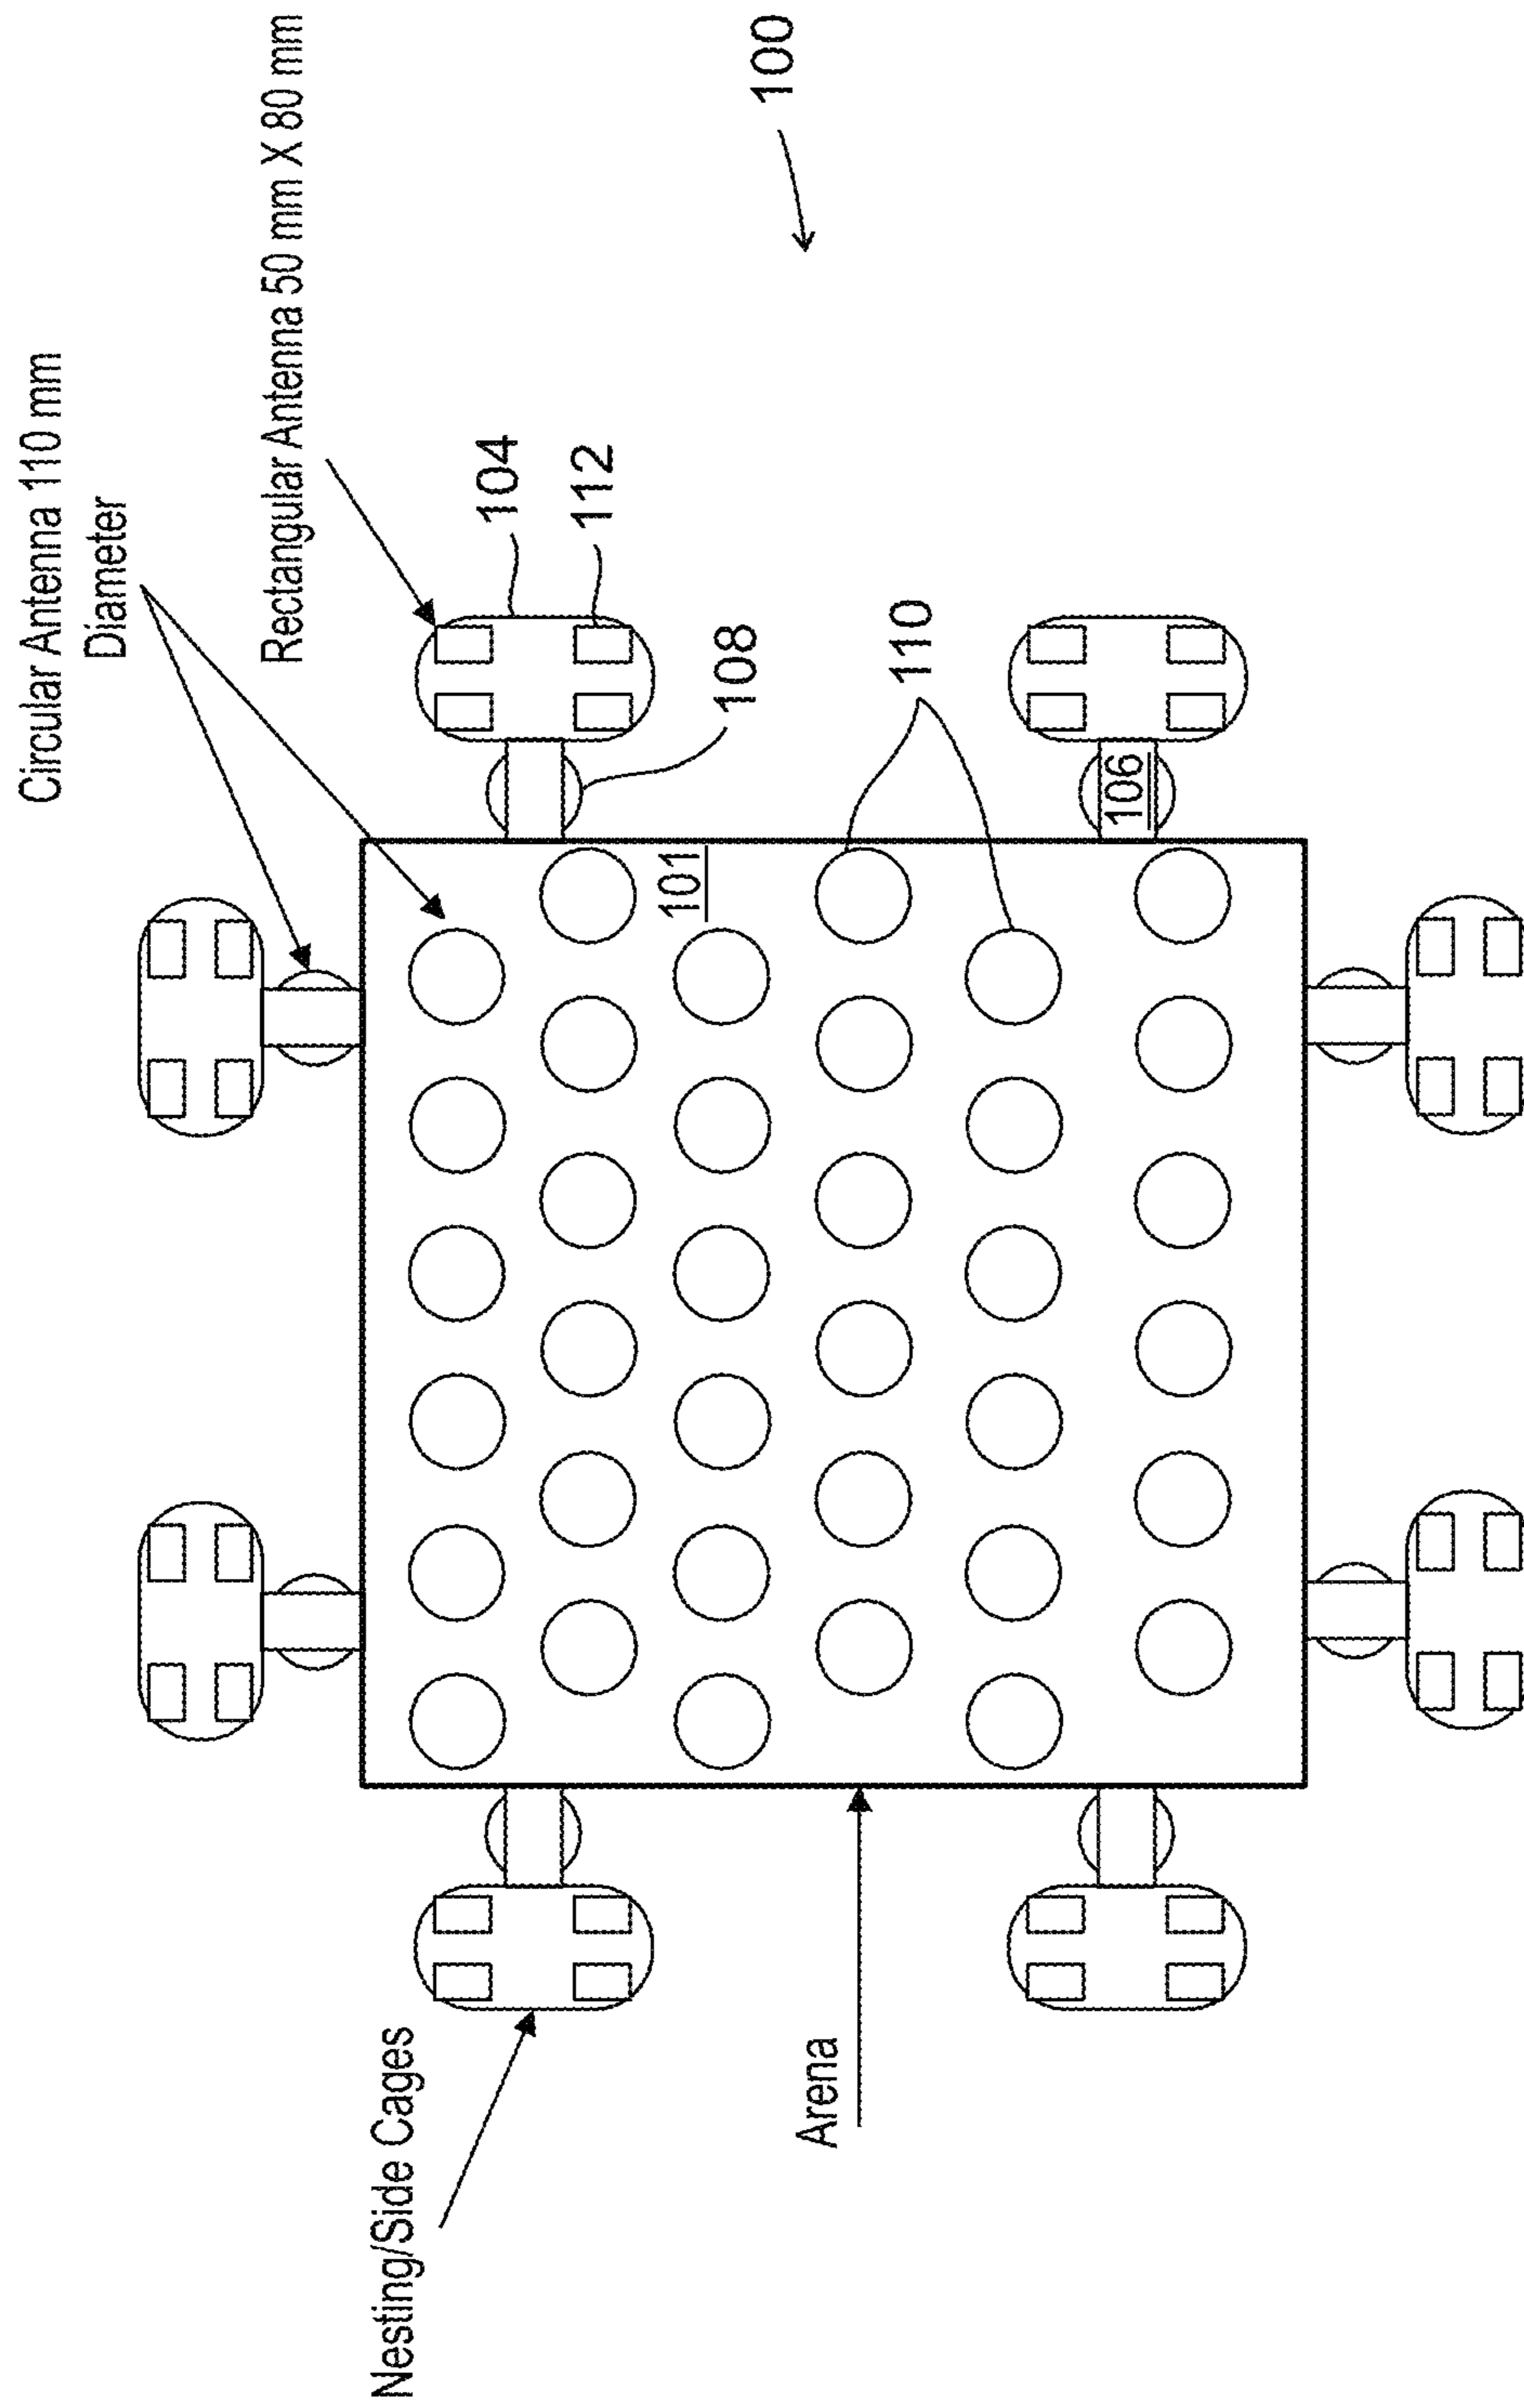 Circular Antenna 110 mm
Diameter
Rectangular Antenna 50 mm X 80 mm
Nesting/Side Cages
104
112
108
101
Arena
110
106
100